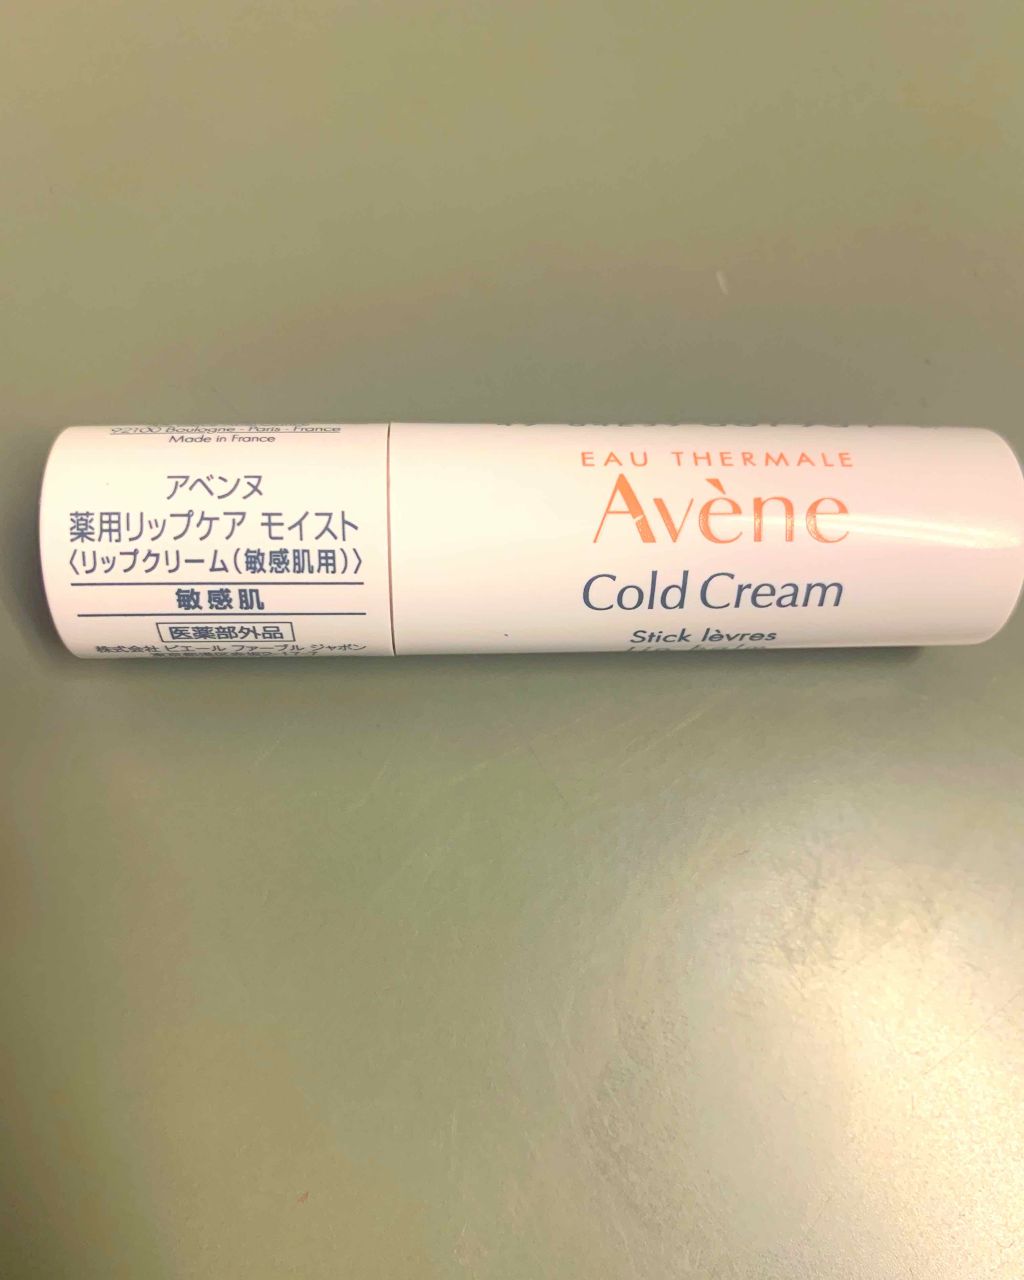 92100 Boulogne - Paris - France
Made in France
アベンヌ
薬用リップケア モイスト
〈リップクリーム（敏感肌用）〉
敏感肌
医薬部外品
株式会社 ピエール ファーブル ジャポン
EAU THERMALE
Avène
Cold Cream
Stick lèvres